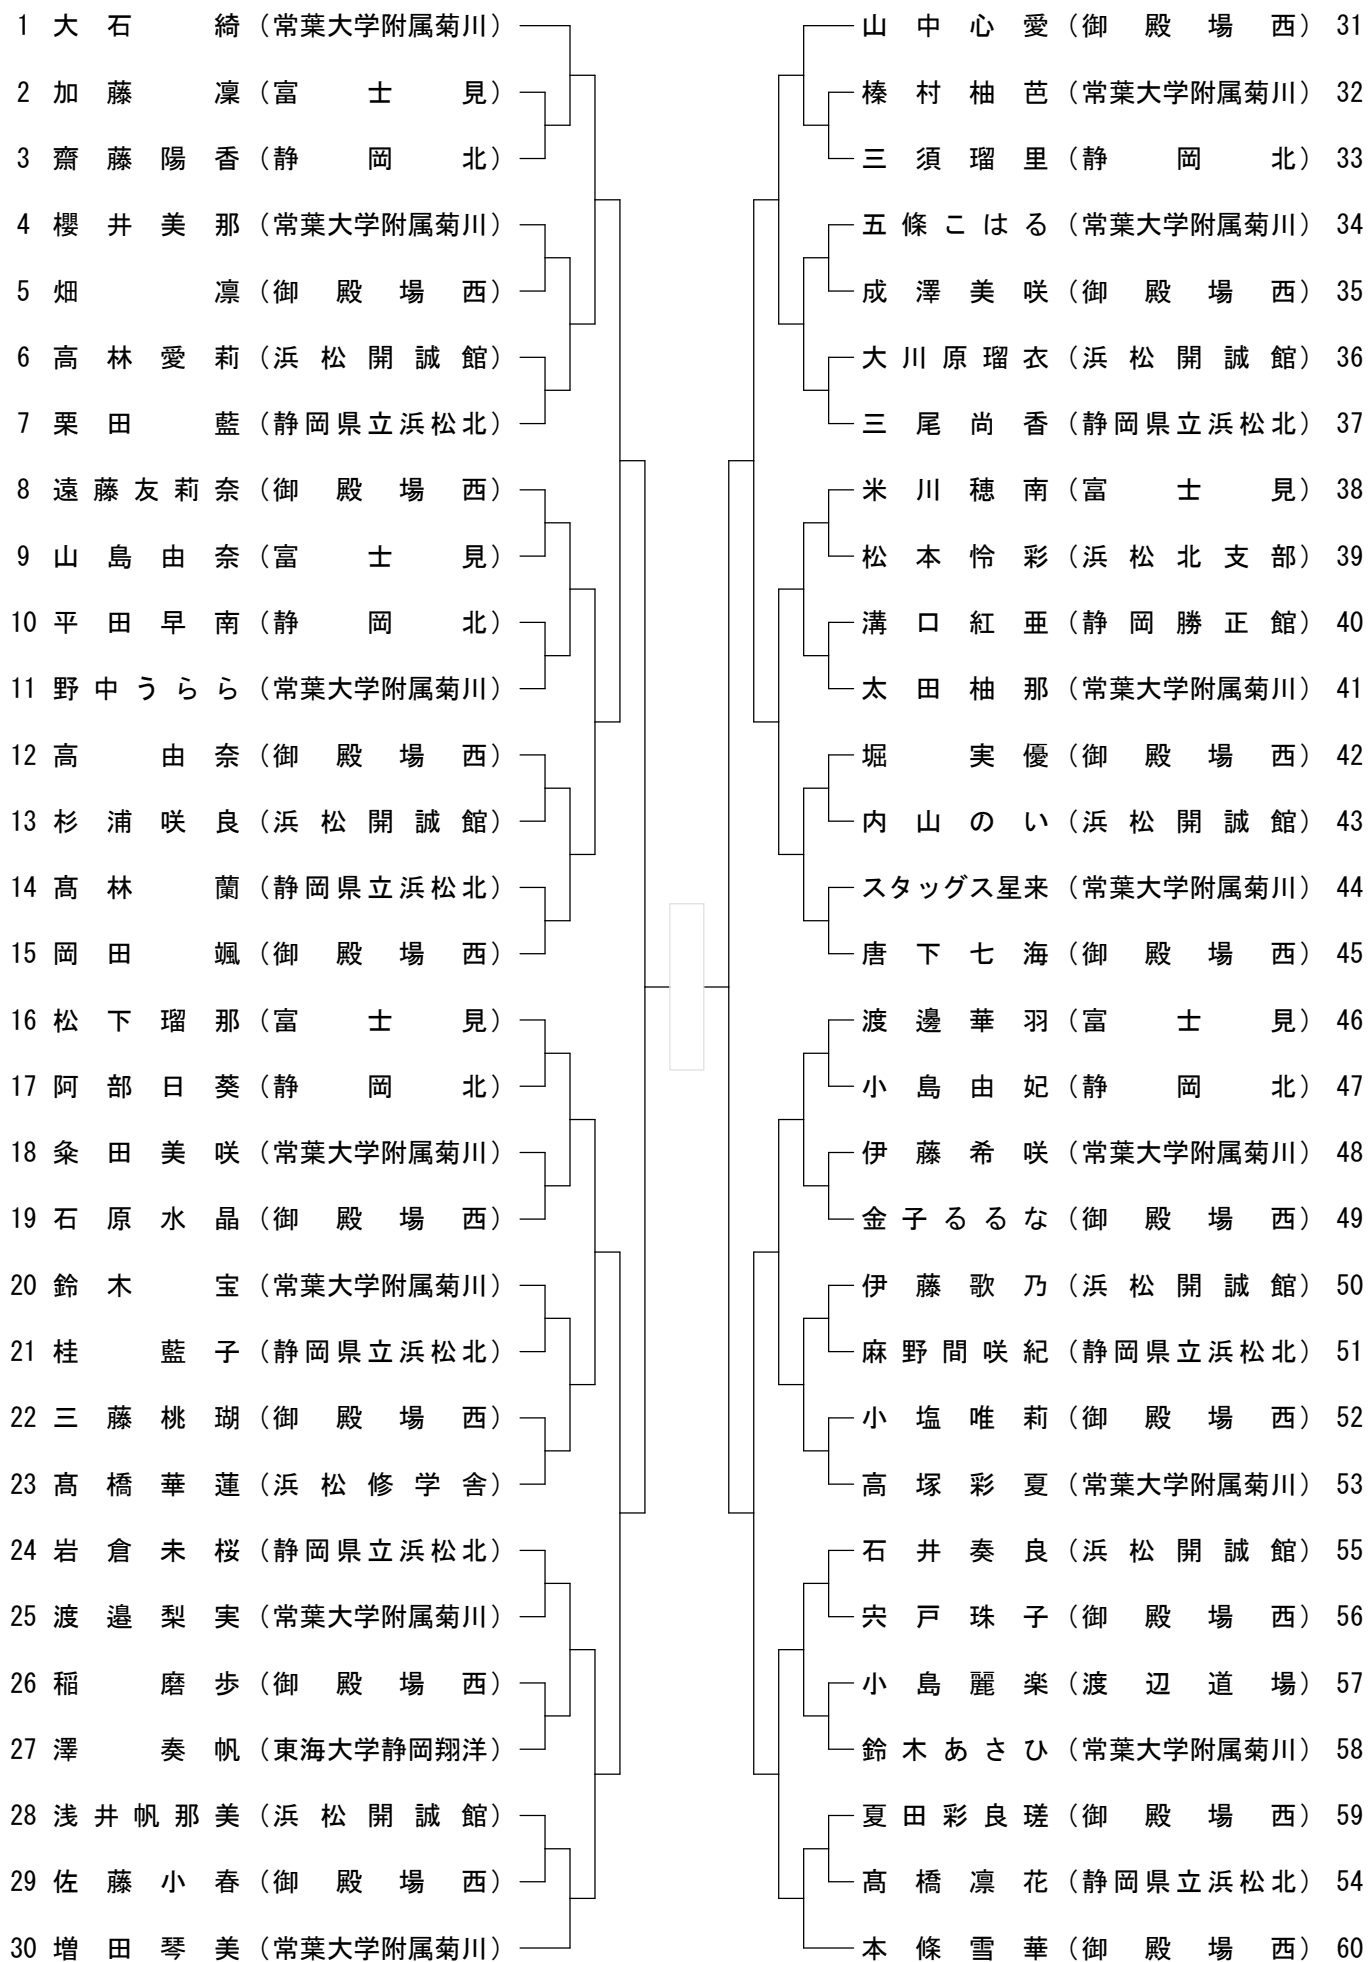 1 大石 綺 (常葉大学附属菊川)
2 加藤 凜 (富士見)
3 齋藤陽香 (静岡北)
4 櫻井美那 (常葉大学附属菊川)
5 畑 凛 (御殿場西)
6 高林愛莉 (浜松開誠館)
7 栗田 藍 (静岡県立浜松北)
8 遠藤友莉奈 (御殿場西)
9 山島由奈 (富士見)
10 平田早南 (静岡北)
11 野中うらら (常葉大学附属菊川)
12 高 由奈 (御殿場西)
13 杉浦咲良 (浜松開誠館)
14 髙林 蘭 (静岡県立浜松北)
15 岡田 颯 (御殿場西)
16 松下瑠那 (富士見)
17 阿部日葵 (静岡北)
18 粂田美咲 (常葉大学附属菊川)
19 石原水晶 (御殿場西)
20 鈴木 宝 (常葉大学附属菊川)
21 桂 藍子 (静岡県立浜松北)
22 三藤桃瑚 (御殿場西)
23 髙橋華蓮 (浜松修学舎)
24 岩倉未桜 (静岡県立浜松北)
25 渡邉梨実 (常葉大学附属菊川)
26 稲 磨歩 (御殿場西)
27 澤 奏帆 (東海大学静岡翔洋)
28 浅井帆那美 (浜松開誠館)
29 佐藤小春 (御殿場西)
30 増田琴美 (常葉大学附属菊川)
山中心愛 (御殿場西) 31
榛村柚芭 (常葉大学附属菊川) 32
三須瑠里 (静岡北) 33
五條こはる (常葉大学附属菊川) 34
成澤美咲 (御殿場西) 35
大川原瑠衣 (浜松開誠館) 36
三尾尚香 (静岡県立浜松北) 37
米川穂南 (富士見) 38
松本怜彩 (浜松北支部) 39
溝口紅亜 (静岡勝正館) 40
太田柚那 (常葉大学附属菊川) 41
堀 実優 (御殿場西) 42
内山のい (浜松開誠館) 43
スタッグス星来 (常葉大学附属菊川) 44
唐下七海 (御殿場西) 45
渡邊華羽 (富士見) 46
小島由妃 (静岡北) 47
伊藤希咲 (常葉大学附属菊川) 48
金子るるな (御殿場西) 49
伊藤歌乃 (浜松開誠館) 50
麻野間咲紀 (静岡県立浜松北) 51
小塩唯莉 (御殿場西) 52
高塚彩夏 (常葉大学附属菊川) 53
石井奏良 (浜松開誠館) 55
宍戸珠子 (御殿場西) 56
小島麗楽 (渡辺道場) 57
鈴木あさひ (常葉大学附属菊川) 58
夏田彩良瑳 (御殿場西) 59
髙橋凛花 (静岡県立浜松北) 54
本條雪華 (御殿場西) 60